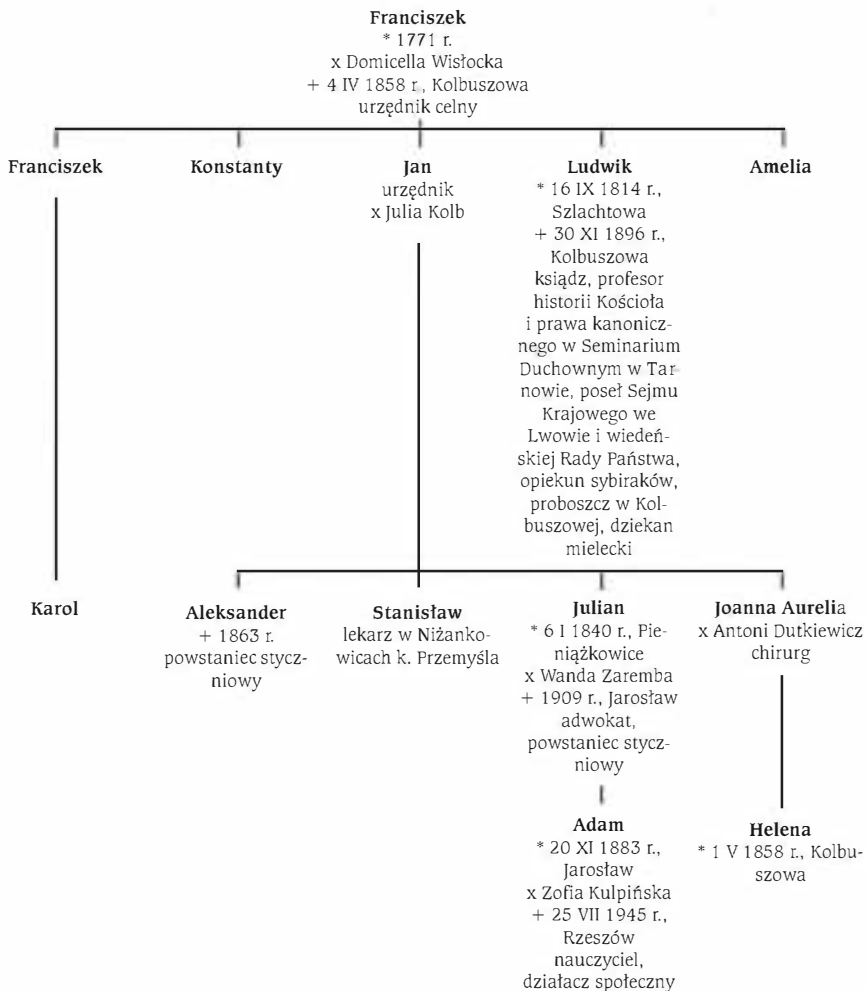 Franciszek
* 1771 r.
x Domicella Wisłocka
+ 4 IV 1858 r., Kolbuszowa
urzędnik celny
Franciszek
Konstanty
Jan
urzędnik
x Julia Kolb
Ludwik
* 16 IX 1814 r.,
Szlachtowa
+ 30 XI 1896 r.,
Kolbuszowa
ksiądz, profesor
historii Kościoła
i prawa kanonicz-
nego w Seminarium
Duchownym w Tar-
nowie, poseł Sejmu
Krajowego we
Lwowie i wiedeń-
skiej Rady Państwa,
opiekun sybiraków,
proboszcz w Kol-
buszowej, dziekan
mielecki
Amelia
Karol
Aleksander
+ 1863 r.
powstaniec stycz-
niowy
Stanisław
lekarz w Niżanko-
wicach k. Przemyśla
Julian
* 6 I 1840 r., Pie-
niążkowice
x Wanda Zaremba
+ 1909 r., Jarosław
adwokat,
powstaniec stycz-
niowy
Joanna Aurelia
x Antoni Dutkiewicz
chirurg
Adam
* 20 XI 1883 r.,
Jarosław
x Zofia Kulpińska
+ 25 VII 1945 r.,
Rzeszów
nauczyciel,
działacz społeczny
Helena
* 1 V 1858 r., Kolbu-
szowa